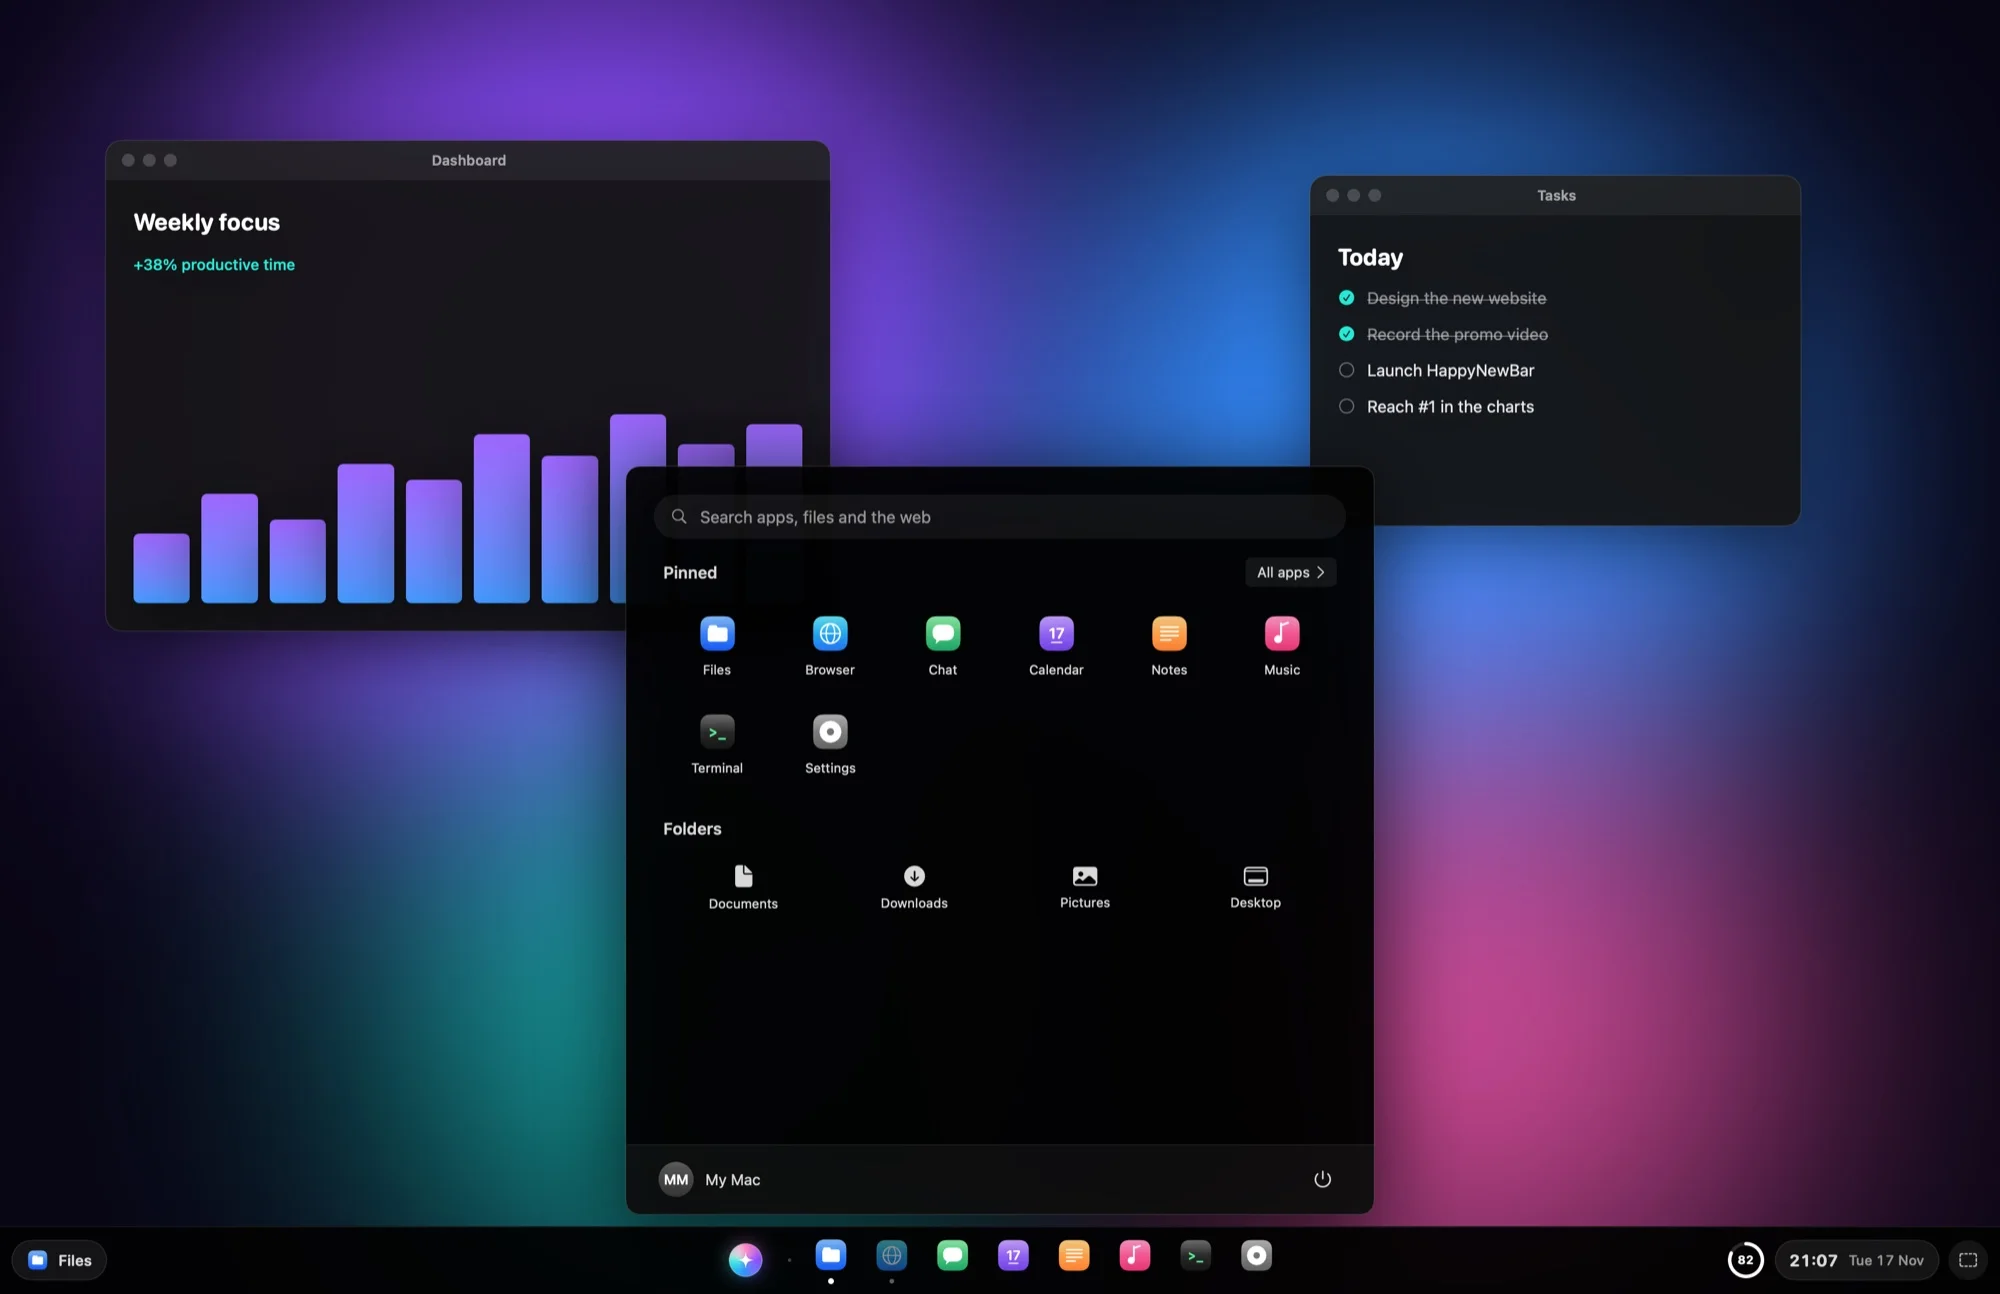 Dashboard
Weekly focus
+38% productive time
Tasks
Today
Design the new website
Record the promo video
Launch HappyNewBar
Reach #1 in the charts
Search apps, files and the web
Pinned
All apps
17
Files
Browser
Chat
Calendar
Notes
Music
>_
Terminal
Settings
Folders
Documents
Downloads
Pictures
Desktop
MM
My Mac
Files
17
>_
82
21:07
Tue 17 Nov